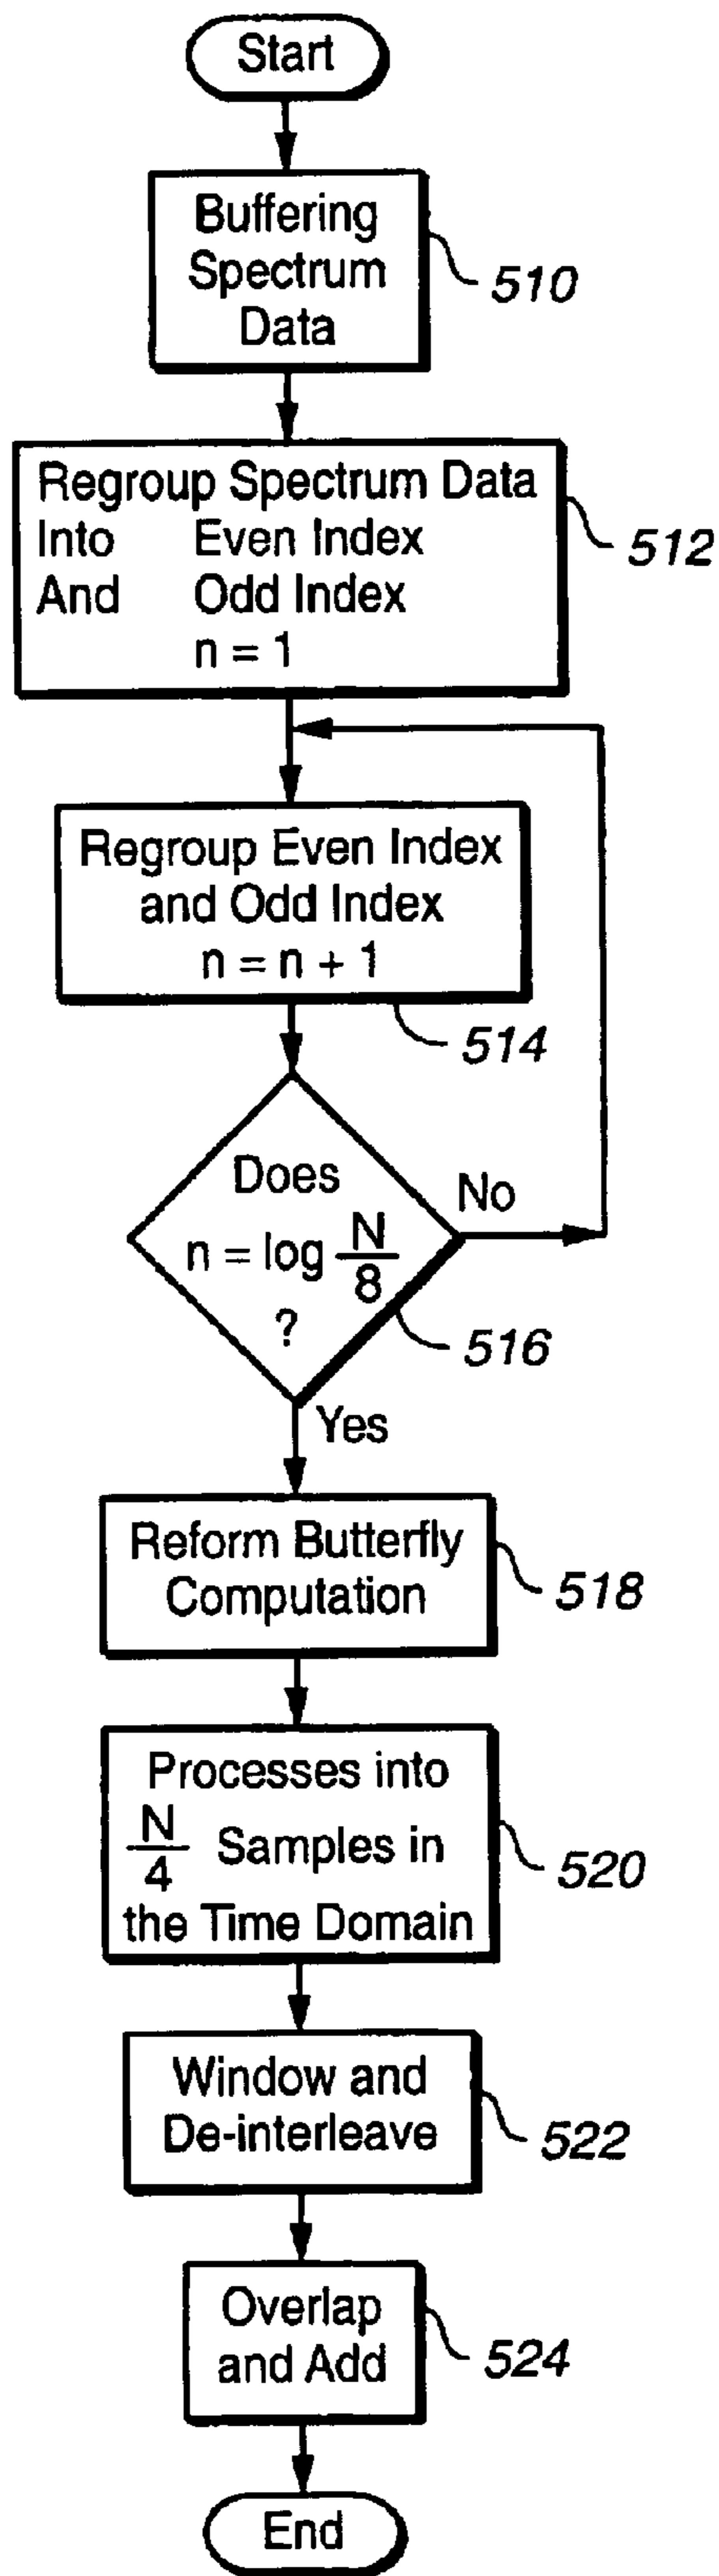 Start
Buffering
Spectrum
Data
510
Regroup Spectrum Data
Into Even Index
And Odd Index
n = 1
512
Regroup Even Index
and Odd Index
n = n + 1
514
Does
n = log N/8
?
No
516
Yes
Reform Butterfly
Computation
518
Processes into
N/4 Samples in
the Time Domain
520
Window and
De-interleave
522
Overlap
and Add
524
End